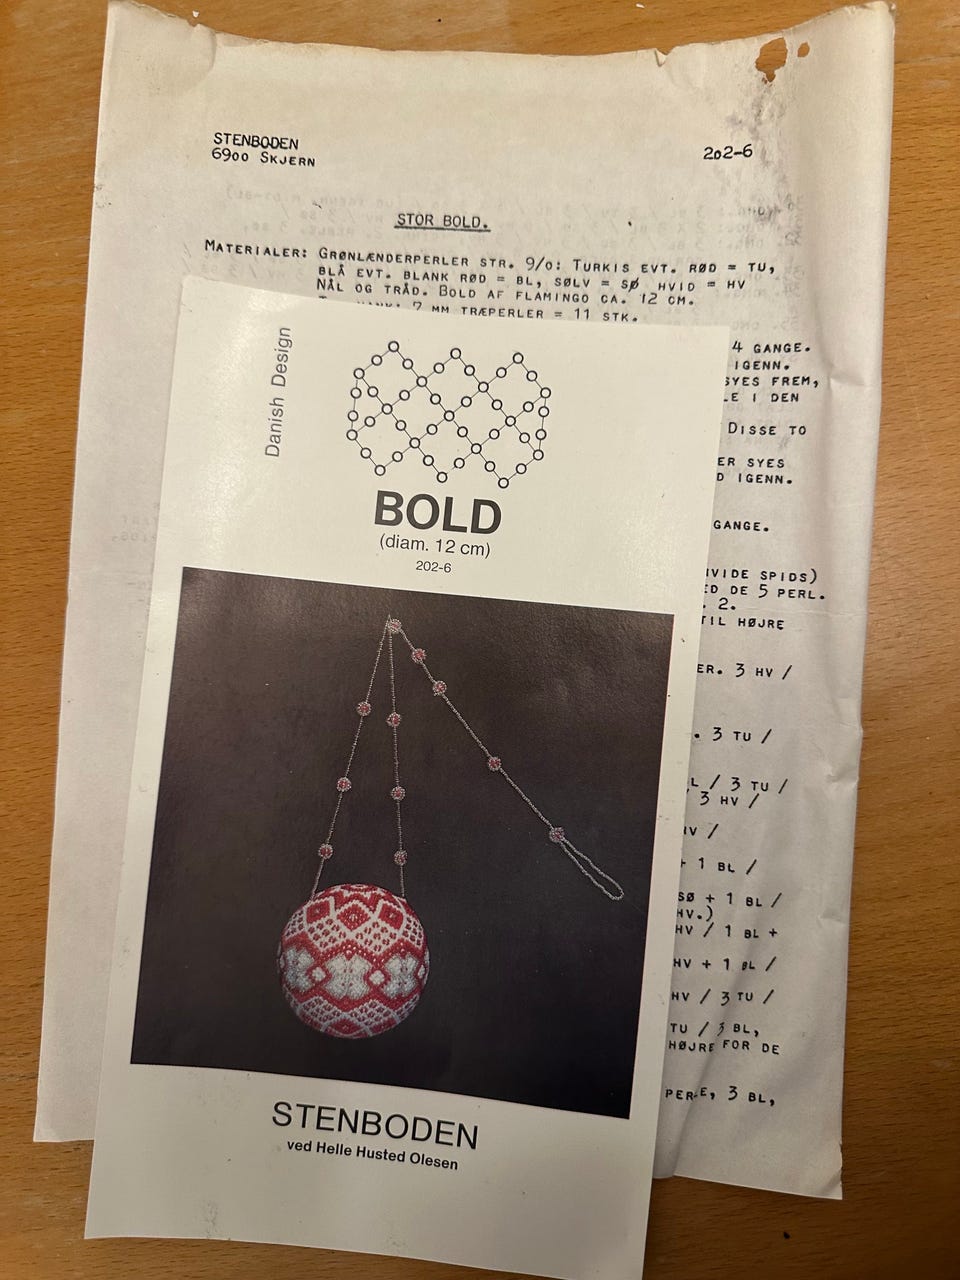 STENBODEN
6900 SKJERN
202-6
STOR BOLD.
MATERIALER: GRØNLÆNDERPERLER STR. 9/0: TURKIS EVT. RØD = TU,
BLÅ EVT. BLANK RØD = BL, SØLV = SØ HVID = HV
NÅL OG TRÅD. BOLD AF FLAMINGO CA. 12 CM.
7 MM TRÆPERLER = 11 STK.
4 GANGE.
IGENN.
SYES FREM,
LE I DEN
DISSE TO
ER SYES
D IGENN.
GANGE.
HVIDE SPIDS)
ED DE 5 PERL.
. 2.
TIL HØJRE
ER. 3 HV /
. 3 TU /
L / 3 TU /
/ 3 HV /
HV /
+ 1 BL /
SØ + 1 BL /
HV.)
HV / 1 BL +
HV + 1 BL /
HV / 3 TU /
TU / 3 BL,
HØJRE FOR DE
PERLE, 3 BL,
Danish Design
BOLD
(diam. 12 cm)
202-6
STENBODEN
ved Helle Husted Olesen